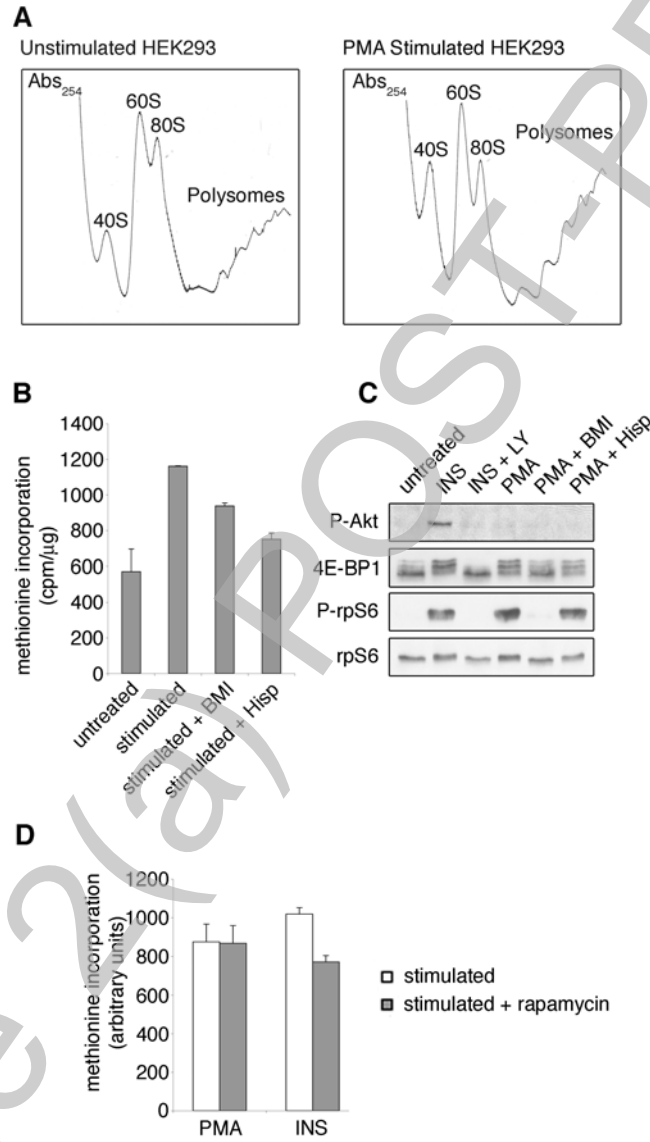 A
Unstimulated HEK293
PMA Stimulated HEK293
Abs254
60S
80S
40S
Polysomes
Abs254
60S
40S
80S
Polysomes
B
methionine incorporation
(cpm/µg)
1400
1200
1000
800
600
400
200
0
untreated
stimulated
stimulated + BMI
stimulated + Hisp
C
untreated
INS
INS + LY
PMA
PMA + BMI
PMA + Hisp
P-Akt
4E-BP1
P-rpS6
rpS6
D
methionine incorporation
(arbitrary units)
1200
1000
800
600
400
200
0
PMA
INS
stimulated
stimulated + rapamycin
e 2(a) POST-PR